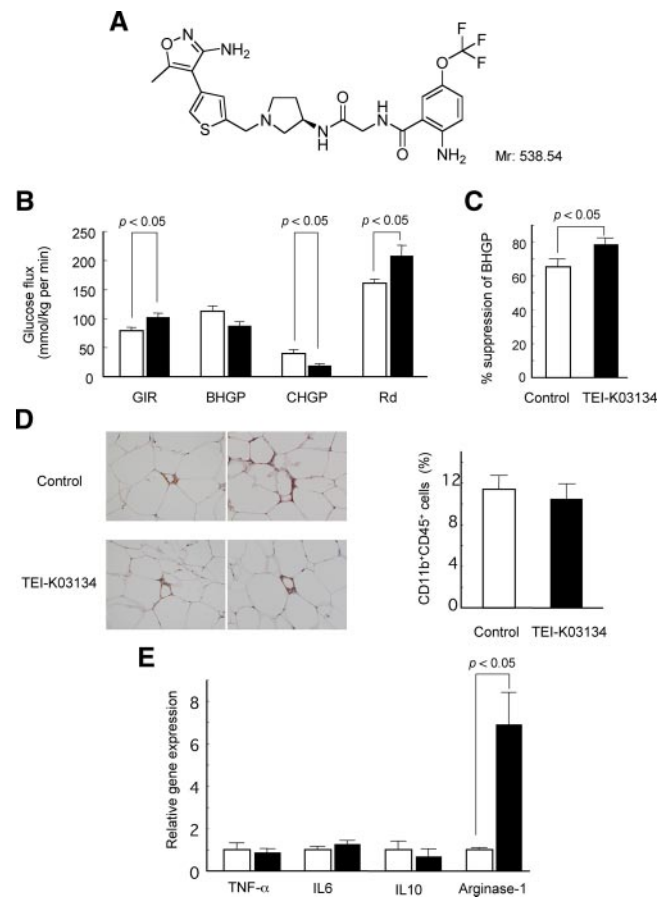 A
F
F
F
O
O
N
NH₂
S
N
N
H
O
H
N
O
NH₂
Mr: 538.54
B
p < 0.05
p < 0.05
p < 0.05
Glucose flux
(mmol/kg per min)
250
200
150
100
50
0
GIR BHGP CHGP Rd
C
p < 0.05
% suppression of BHGP
80
60
40
20
0
Control TEI-K03134
D
Control
TEI-K03134
CD11b⁺CD45⁺ cells (%)
12
8
4
0
Control TEI-K03134
E
p < 0.05
Relative gene expression
8
6
4
2
0
TNF-α IL6 IL10 Arginase-1